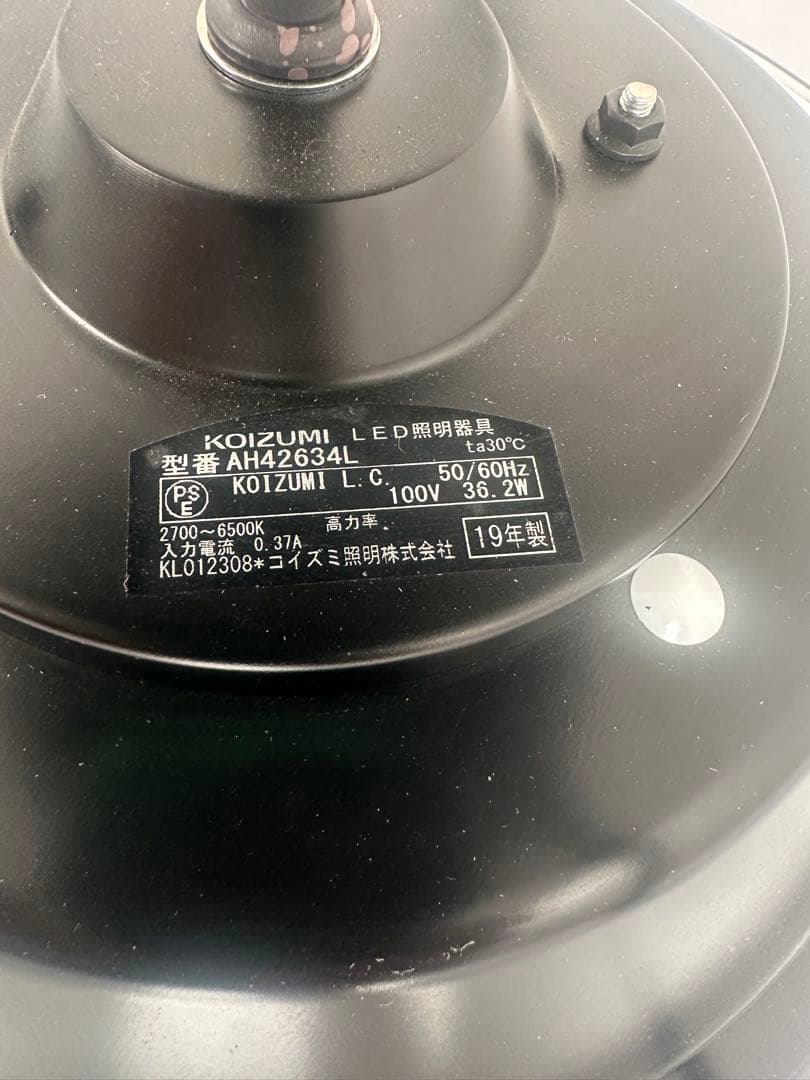 KOIZUMI LED照明器具
ta30℃
型番 AH42634L
PSE KOIZUMI L.C. 50/60Hz
100V 36.2W
2700～6500K 高力率
入力電流 0.37A
19年製
KL012308*コイズミ照明株式会社